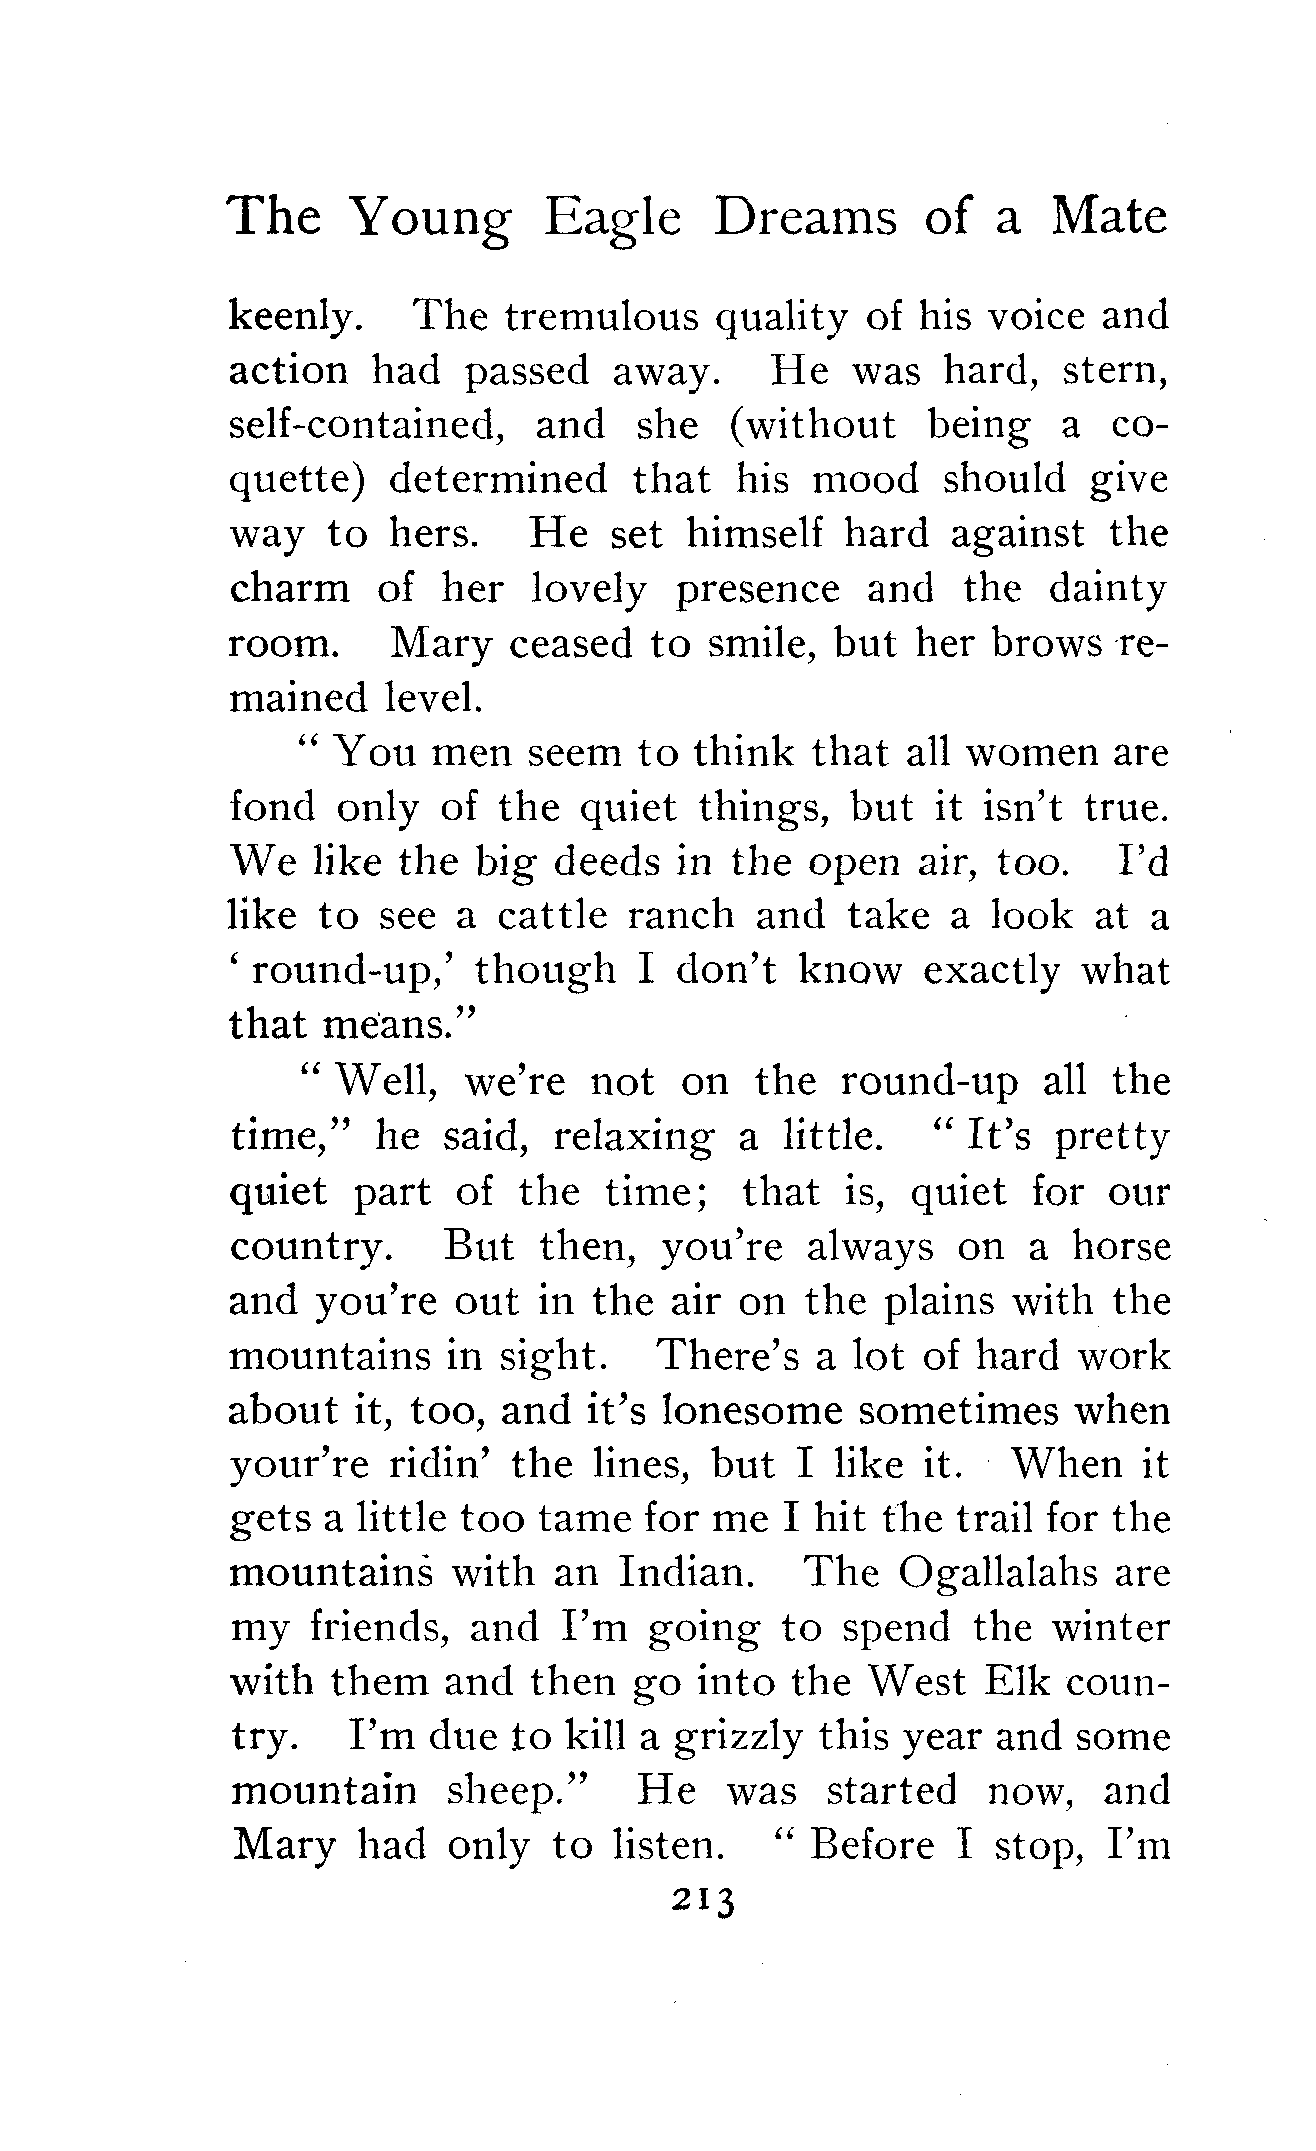 The Young Eagle Dreams of a Mate
keenly. The tremulous quality of his voice and
action had passed away. He was hard, stern,
self-contained, and she (without being a co-
quette) determined that his mood should give
way to hers. He set himself hard against the
charm of her lovely presence and the dainty
room. Mary ceased to smile, but her brows re-
mained level.
“ You men seem to think that all women are
fond only of the quiet things, but it isn’t true.
We like the big deeds in the open air, too. I’d
like to see a cattle ranch and take a look at a
‘ round-up,’ though I don’t know exactly what
that means.”
“ Well, we’re not on the round-up all the
time,” he said, relaxing a little. “ It’s pretty
quiet part of the time; that is, quiet for our
country. But then, you’re always on a horse
and you’re out in the air on the plains with the
mountains in sight. There’s a lot of hard work
about it, too, and it’s lonesome sometimes when
your’re ridin’ the lines, but I like it. When it
gets a little too tame for me I hit the trail for the
mountains with an Indian. The Ogallalahs are
my friends, and I’m going to spend the winter
with them and then go into the West Elk coun-
try. I’m due to kill a grizzly this year and some
mountain sheep.” He was started now, and
Mary had only to listen. “ Before I stop, I’m
213